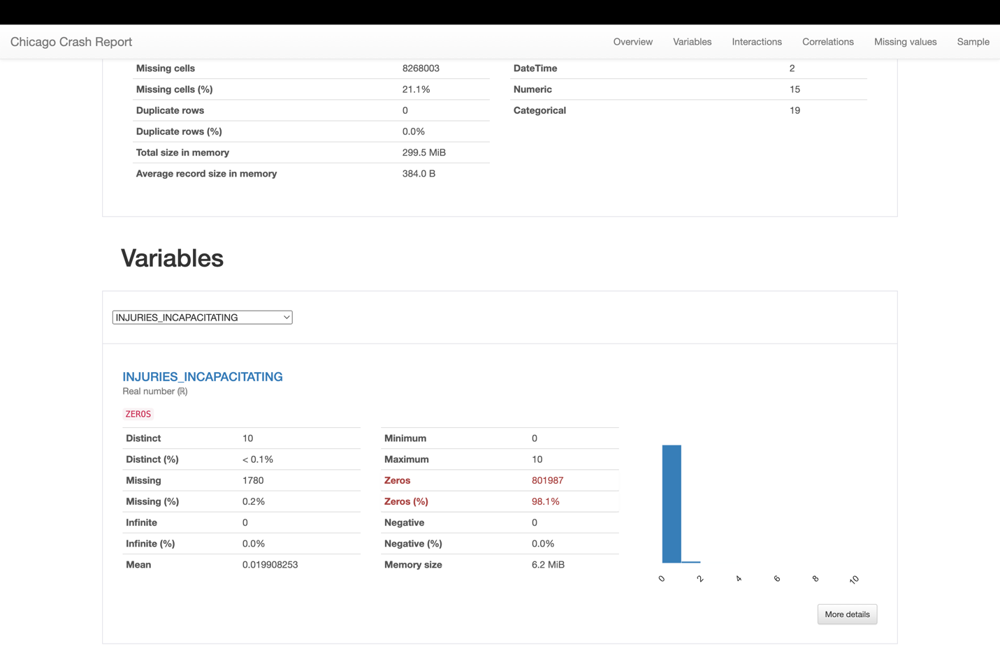 Chicago Crash Report Overview Variables Interactions Correlations Missing values Sample
Missing cells 8268003
Missing cells (%) 21.1%
Duplicate rows 0
Duplicate rows (%) 0.0%
Total size in memory 299.5 MiB
Average record size in memory 384.0 B
DateTime 2
Numeric 15
Categorical 19
Variables
INJURIES_INCAPACITATING
INJURIES_INCAPACITATING
Real number (ℝ)
ZEROS
Distinct 10
Distinct (%) < 0.1%
Missing 1780
Missing (%) 0.2%
Infinite 0
Infinite (%) 0.0%
Mean 0.019908253
Minimum 0
Maximum 10
Zeros 801987
Zeros (%) 98.1%
Negative 0
Negative (%) 0.0%
Memory size 6.2 MiB
0 2 4 6 8 10
More details